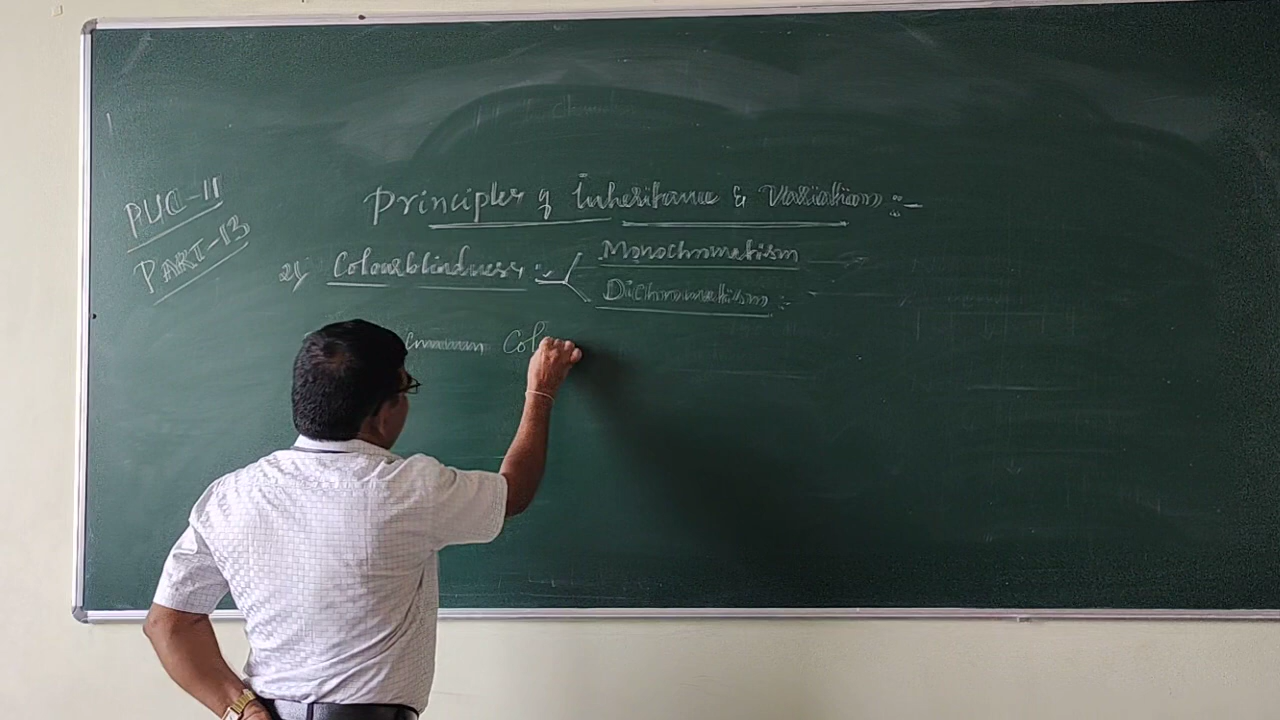 PUC-II
PART-13
Principles of Inheritance & Variation :-
2) Colourblindness :-
Monochrometism
Dichrometism :-
Common Col